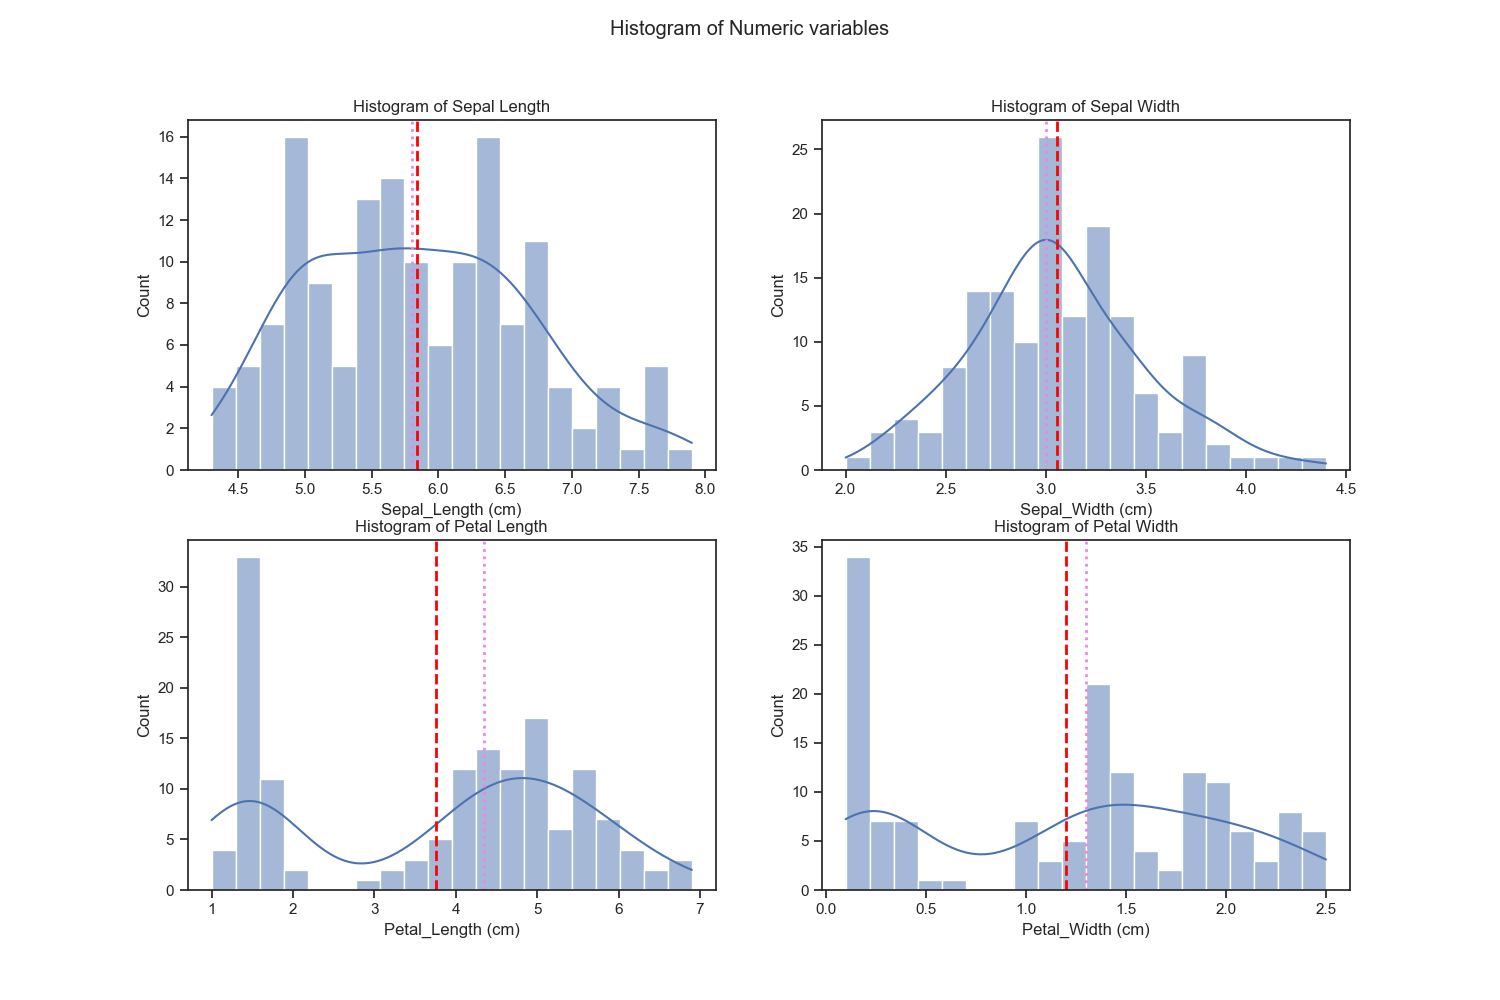 Histogram of Numeric variables
Histogram of Sepal Length
16
14
12
10
8
6
4
2
0
Count
4.5 5.0 5.5 6.0 6.5 7.0 7.5 8.0
Sepal_Length (cm)
Histogram of Sepal Width
25
20
15
10
5
0
Count
2.0 2.5 3.0 3.5 4.0 4.5
Sepal_Width (cm)
Histogram of Petal Length
30
25
20
15
10
5
0
Count
1 2 3 4 5 6 7
Petal_Length (cm)
Histogram of Petal Width
35
30
25
20
15
10
5
0
Count
0.0 0.5 1.0 1.5 2.0 2.5
Petal_Width (cm)